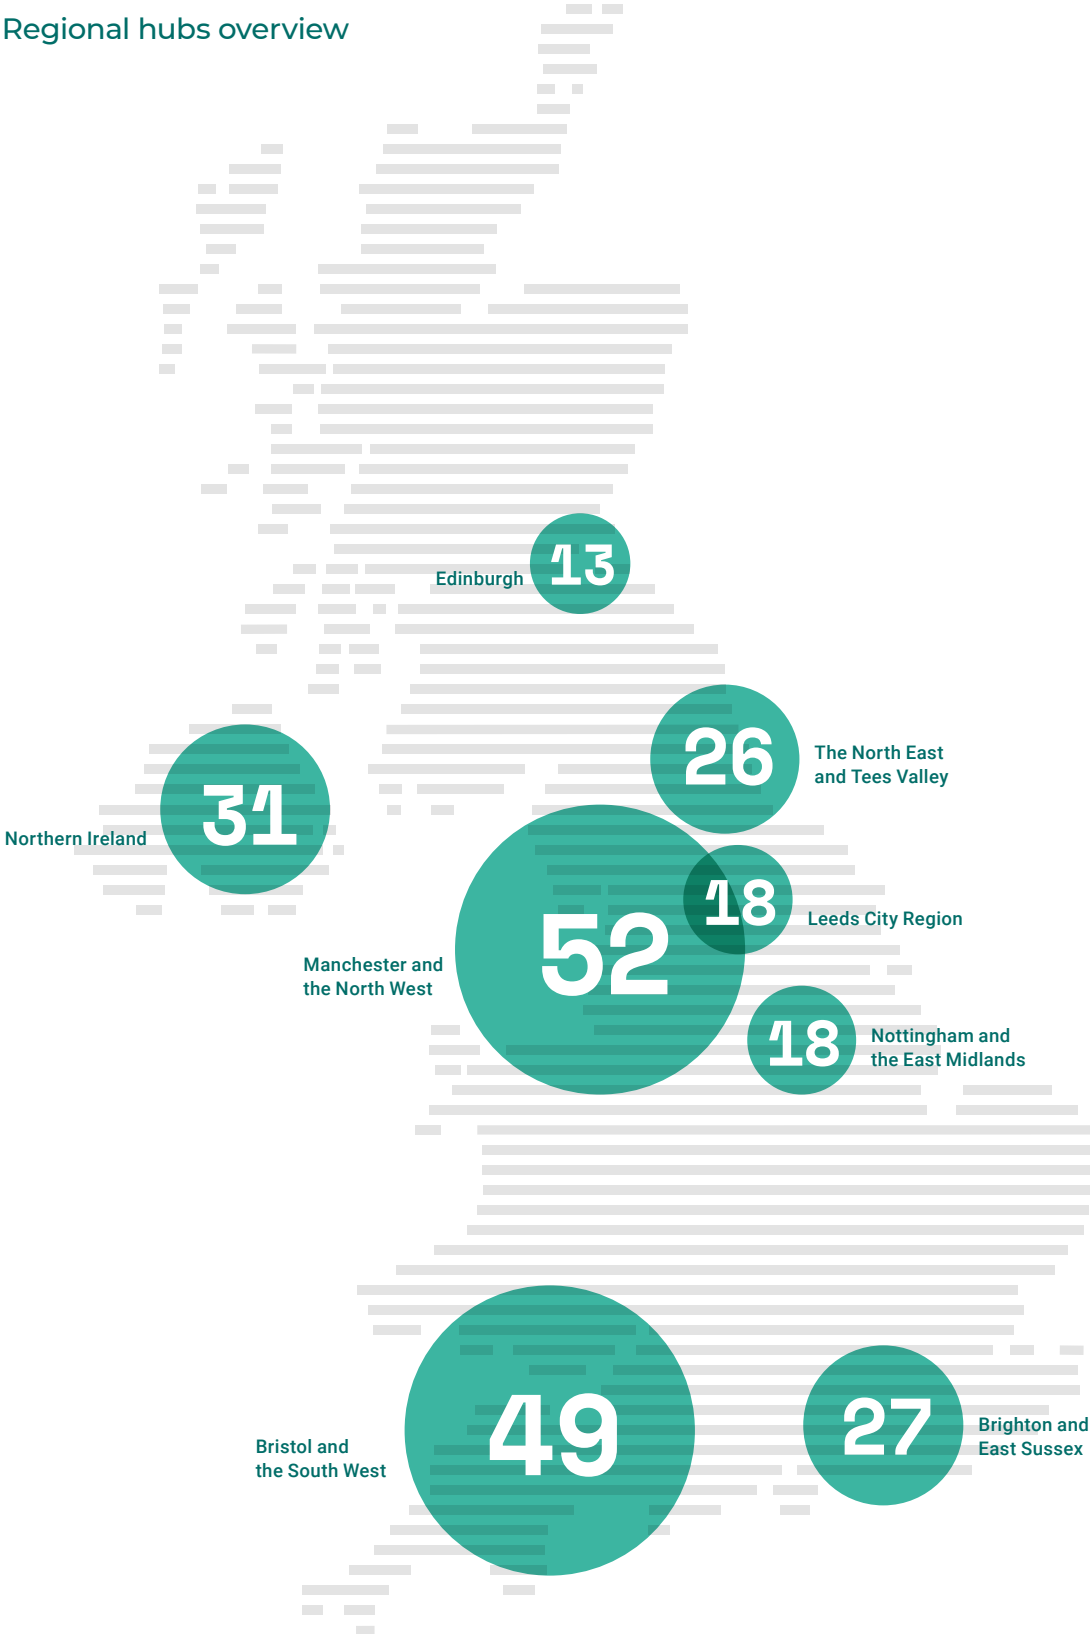 Regional hubs overview
13
Edinburgh
26
The North East
and Tees Valley
31
Northern Ireland
18
Leeds City Region
52
Manchester and
the North West
18
Nottingham and
the East Midlands
49
Bristol and
the South West
27
Brighton and
East Sussex